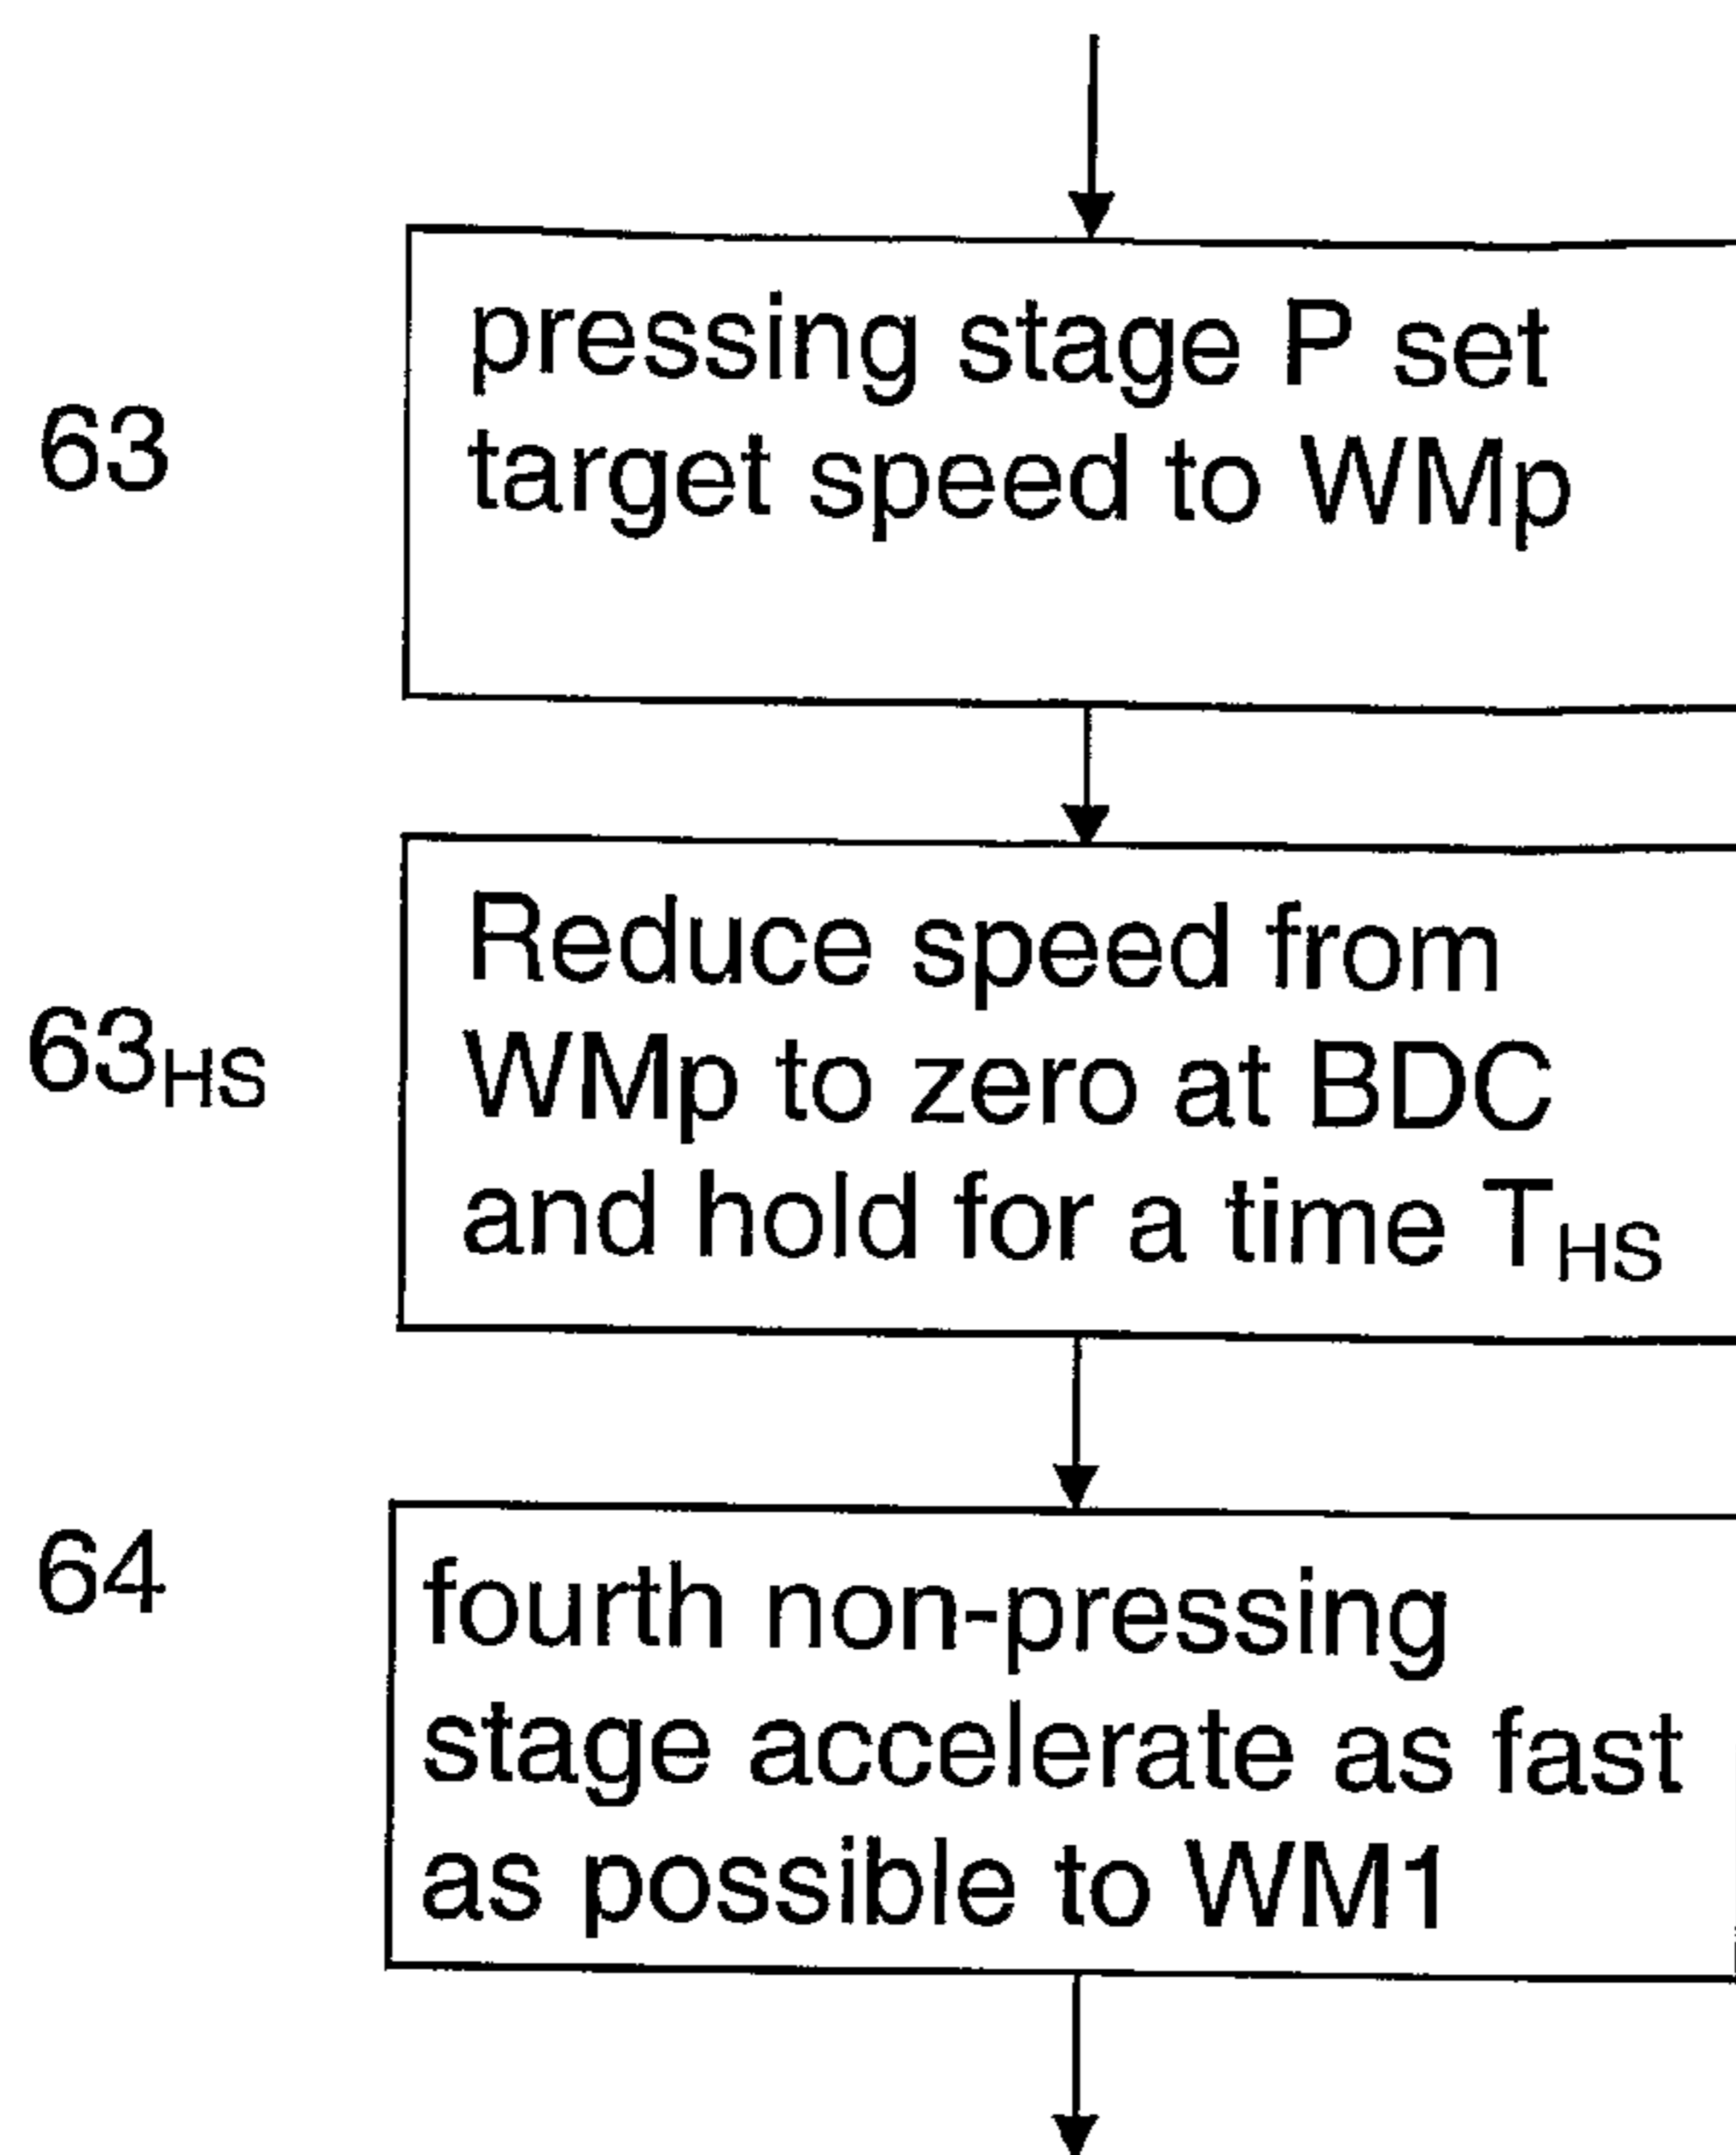 63
pressing stage P set
target speed to WMp
63HS
Reduce speed from
WMp to zero at BDC
and hold for a time THS
64
fourth non-pressing
stage accelerate as fast
as possible to WM1